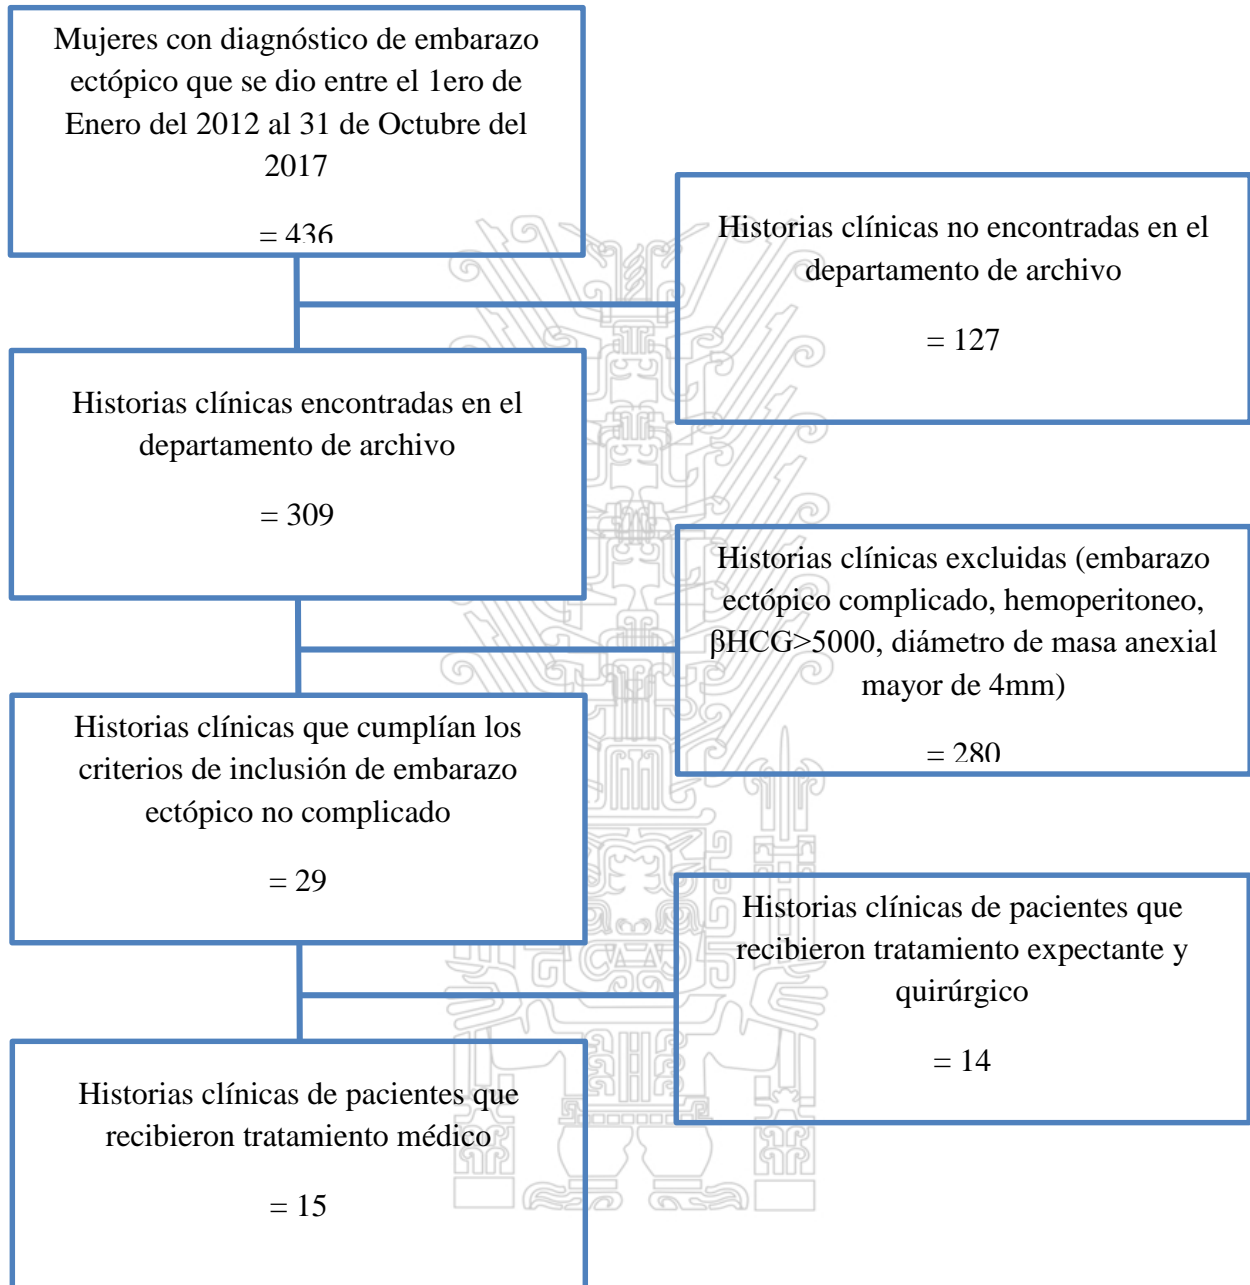 Mujeres con diagnóstico de embarazo
ectópico que se dio entre el 1ero de
Enero del 2012 al 31 de Octubre del
2017
= 436
Historias clínicas no encontradas en el
departamento de archivo
= 127
Historias clínicas encontradas en el
departamento de archivo
= 309
Historias clínicas excluidas (embarazo
ectópico complicado, hemoperitoneo,
βHCG>5000, diámetro de masa anexial
mayor de 4mm)
= 280
Historias clínicas que cumplían los
criterios de inclusión de embarazo
ectópico no complicado
= 29
Historias clínicas de pacientes que
recibieron tratamiento expectante y
quirúrgico
= 14
Historias clínicas de pacientes que
recibieron tratamiento médico
= 15